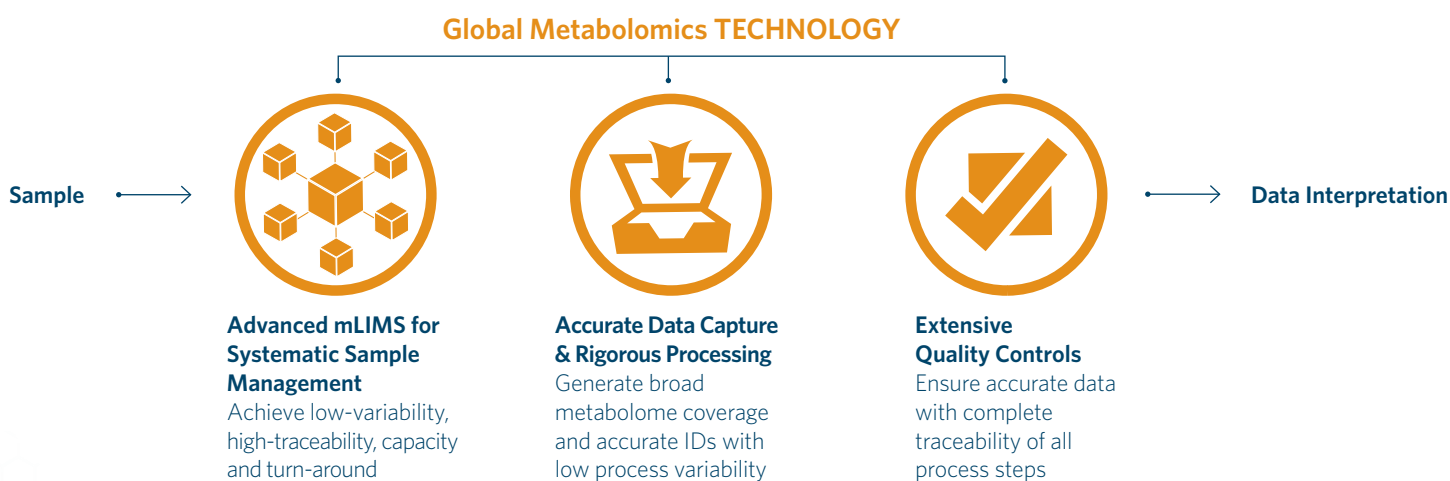 Global Metabolomics TECHNOLOGY
Sample
Data Interpretation
Advanced mLIMS for
Systematic Sample
Management
Achieve low-variability,
high-traceability, capacity
and turn-around
Accurate Data Capture
& Rigorous Processing
Generate broad
metabolome coverage
and accurate IDs with
low process variability
Extensive
Quality Controls
Ensure accurate data
with complete
traceability of all
process steps